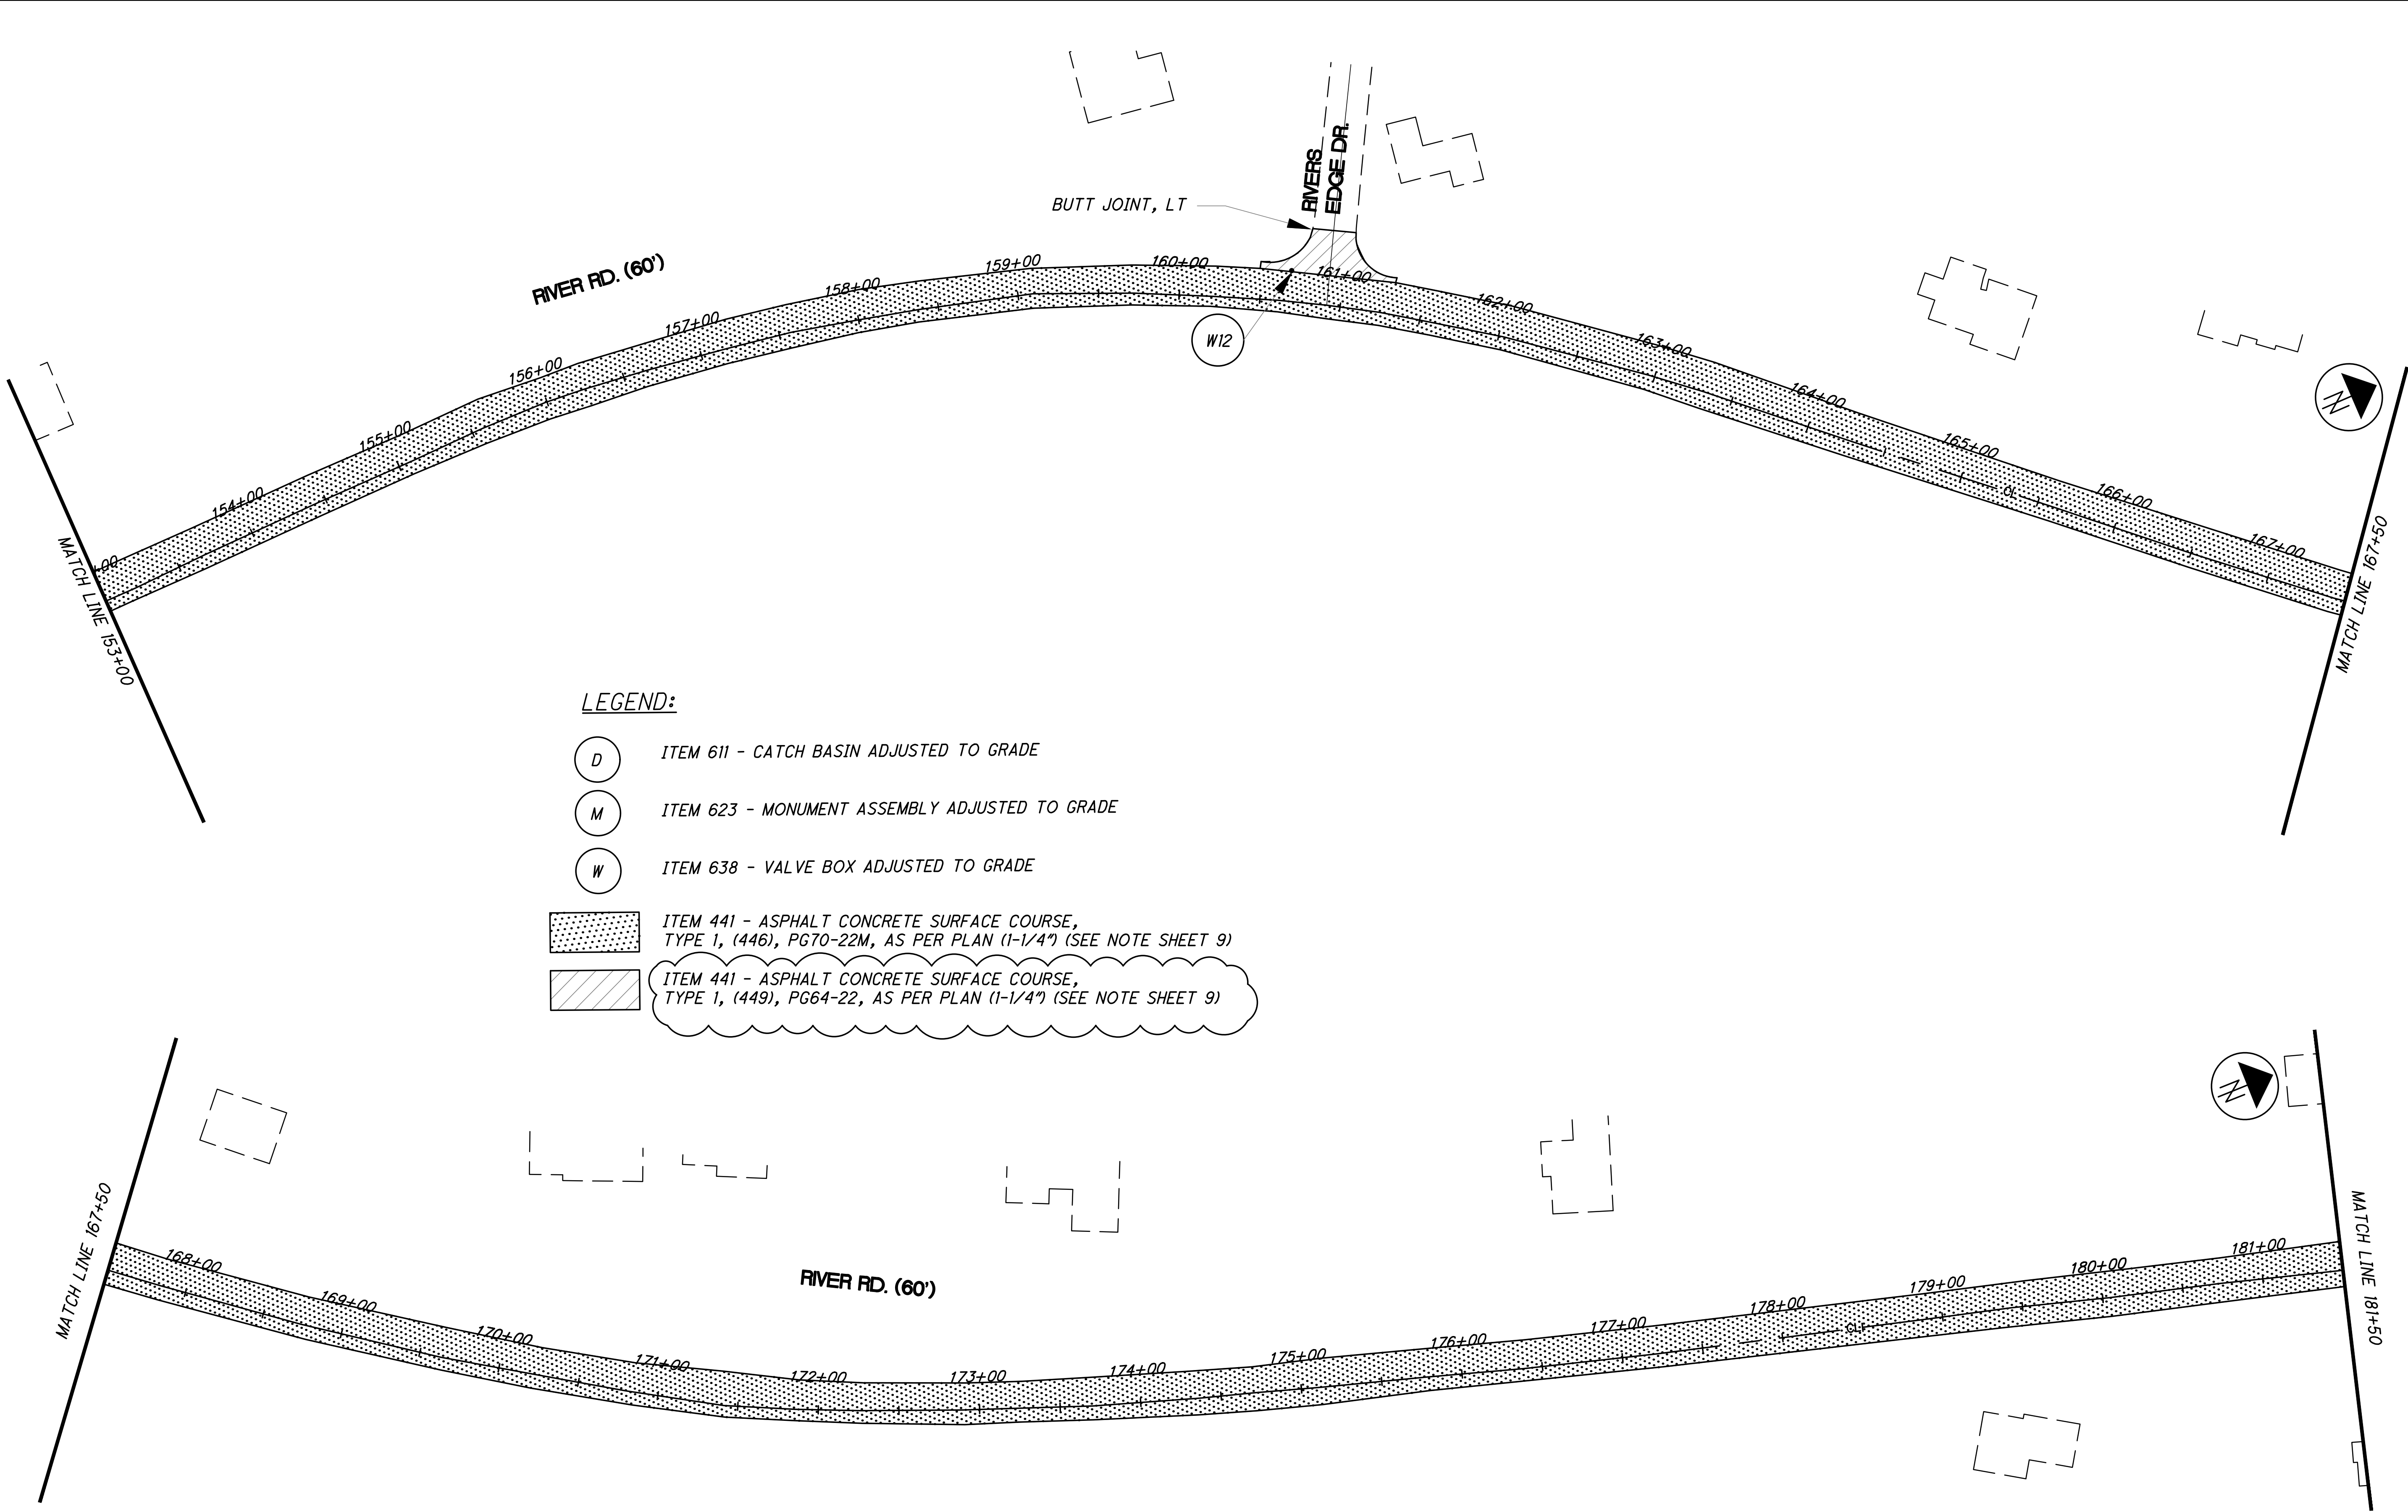 RIVERS
EDGE DR.
BUTT JOINT, LT
RIVER RD. (60')
+00
154+00
155+00
156+00
157+00
158+00
159+00
160+00
161+00
162+00
163+00
164+00
165+00
166+00
167+00
W12
N
CL
MATCH LINE 153+00
MATCH LINE 167+50
LEGEND:
D ITEM 611 - CATCH BASIN ADJUSTED TO GRADE
M ITEM 623 - MONUMENT ASSEMBLY ADJUSTED TO GRADE
W ITEM 638 - VALVE BOX ADJUSTED TO GRADE
ITEM 441 - ASPHALT CONCRETE SURFACE COURSE,
TYPE 1, (446), PG70-22M, AS PER PLAN (1-1/4") (SEE NOTE SHEET 9)
ITEM 441 - ASPHALT CONCRETE SURFACE COURSE,
TYPE 1, (449), PG64-22, AS PER PLAN (1-1/4") (SEE NOTE SHEET 9)
N
MATCH LINE 167+50
168+00
169+00
170+00
171+00
172+00
173+00
174+00
175+00
176+00
177+00
178+00
179+00
180+00
181+00
RIVER RD. (60')
CL
MATCH LINE 181+50